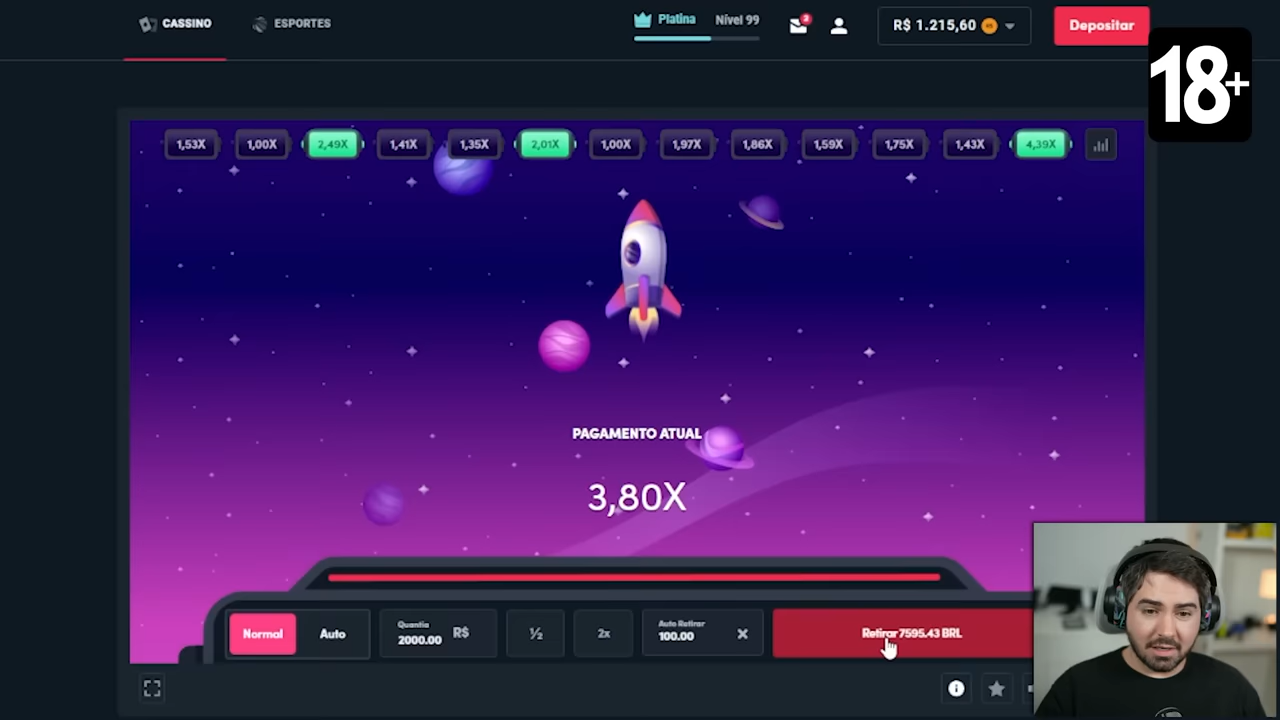 CASSINO
ESPORTES
Platina Nível 99
2
R$ 1.215,60
Depositar
18+
1,53X 1,00X 2,49X 1,41X 1,35X 2,01X 1,00X 1,97X 1,86X 1,59X 1,75X 1,43X 4,39X
PAGAMENTO ATUAL
3,80X
Normal
Auto
Quantia
2000.00 R$
½
2x
Auto Retirar
100.00
Retirar 7595.43 BRL